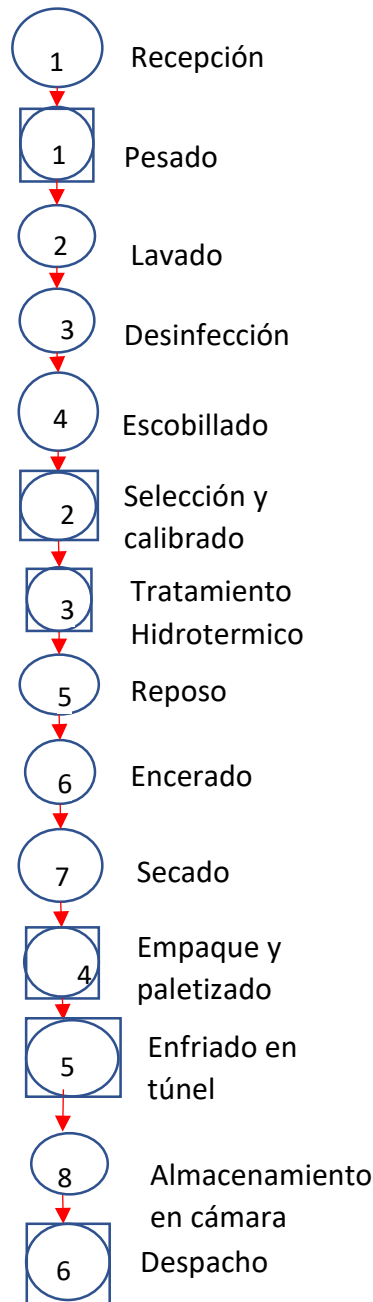 1
Recepción
1
Pesado
2
Lavado
3
Desinfección
4
Escobillado
2
Selección y
calibrado
3
Tratamiento
Hidrotermico
5
Reposo
6
Encerado
7
Secado
4
Empaque y
paletizado
5
Enfriado en
túnel
8
Almacenamiento
en cámara
6
Despacho